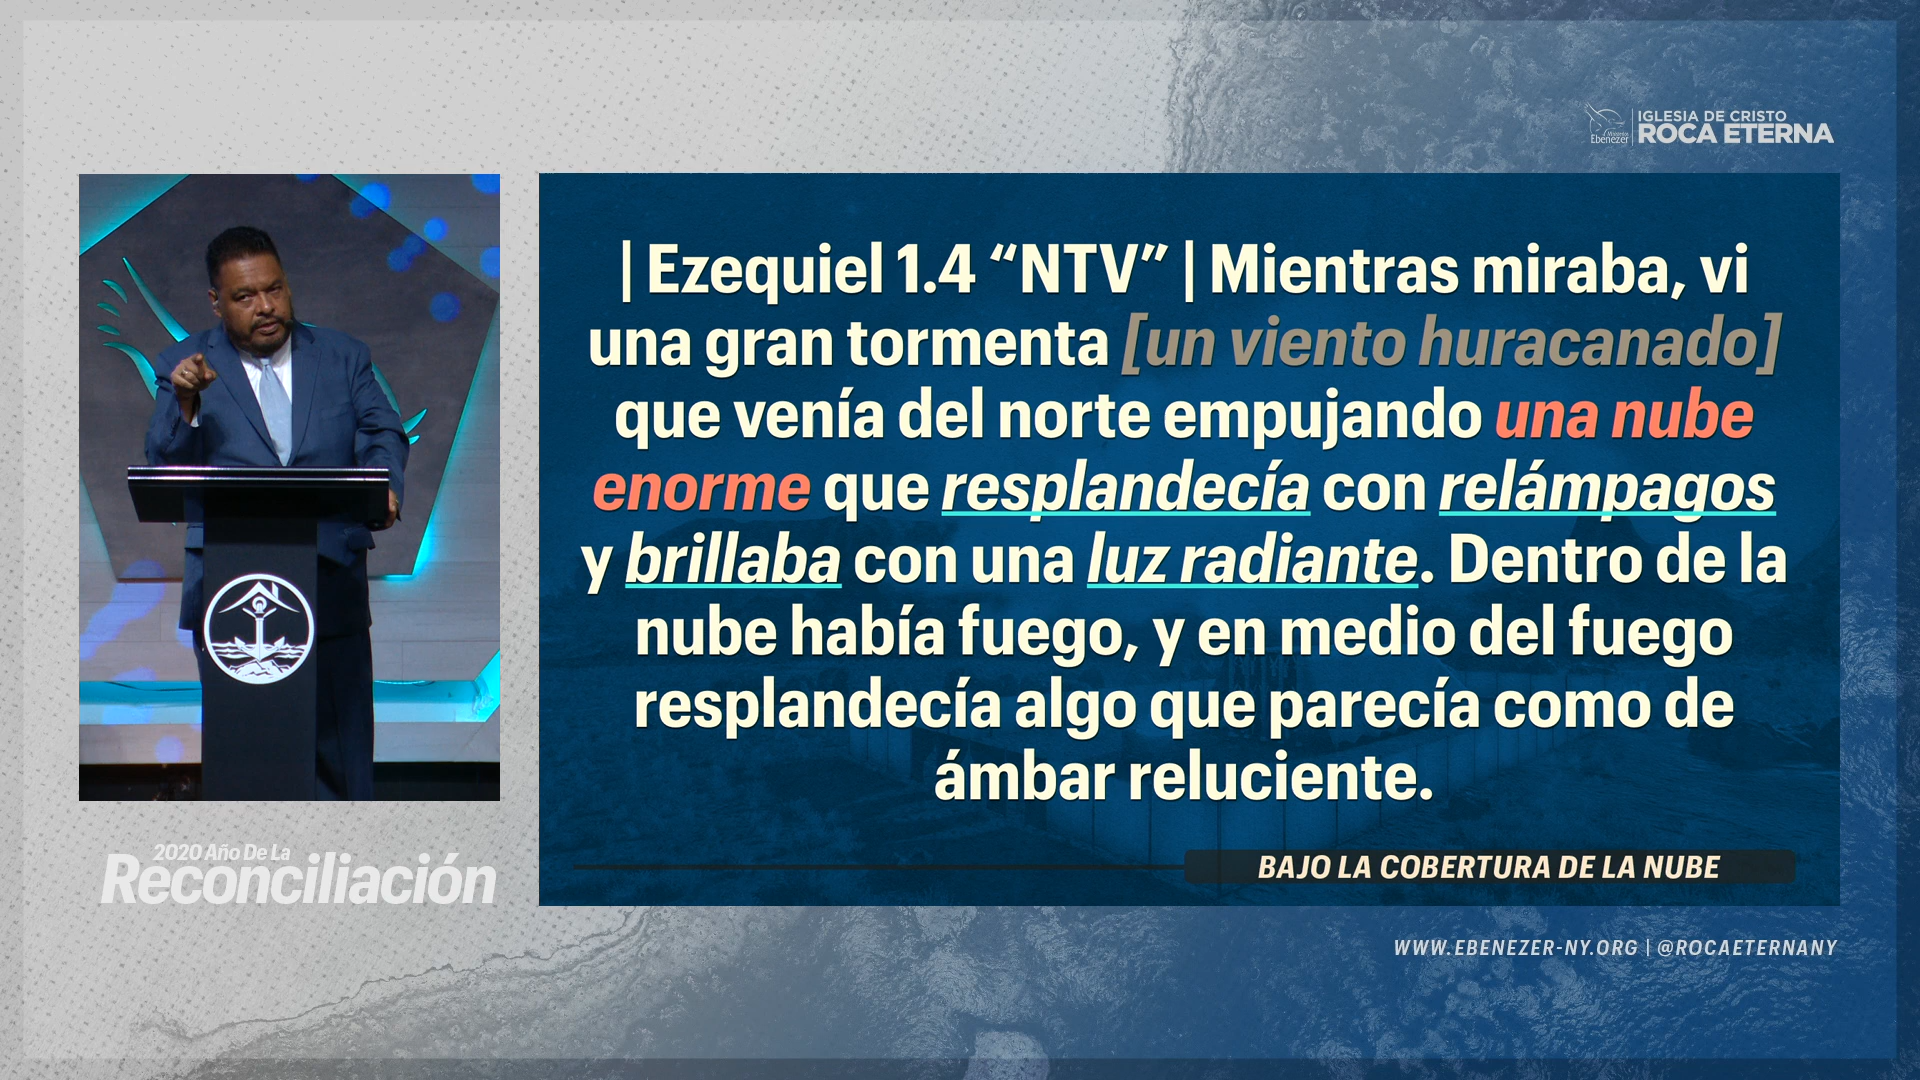 IGLESIA DE CRISTO
ROCA ETERNA
Ebenezer
| Ezequiel 1.4 “NTV” | Mientras miraba, vi
una gran tormenta [un viento huracanado]
que venía del norte empujando una nube
enorme que resplandecía con relámpagos
y brillaba con una luz radiante. Dentro de la
nube había fuego, y en medio del fuego
resplandecía algo que parecía como de
ámbar reluciente.
BAJO LA COBERTURA DE LA NUBE
2020 Año De La
Reconciliación
WWW.EBENEZER-NY.ORG | @ROCAETERNANY